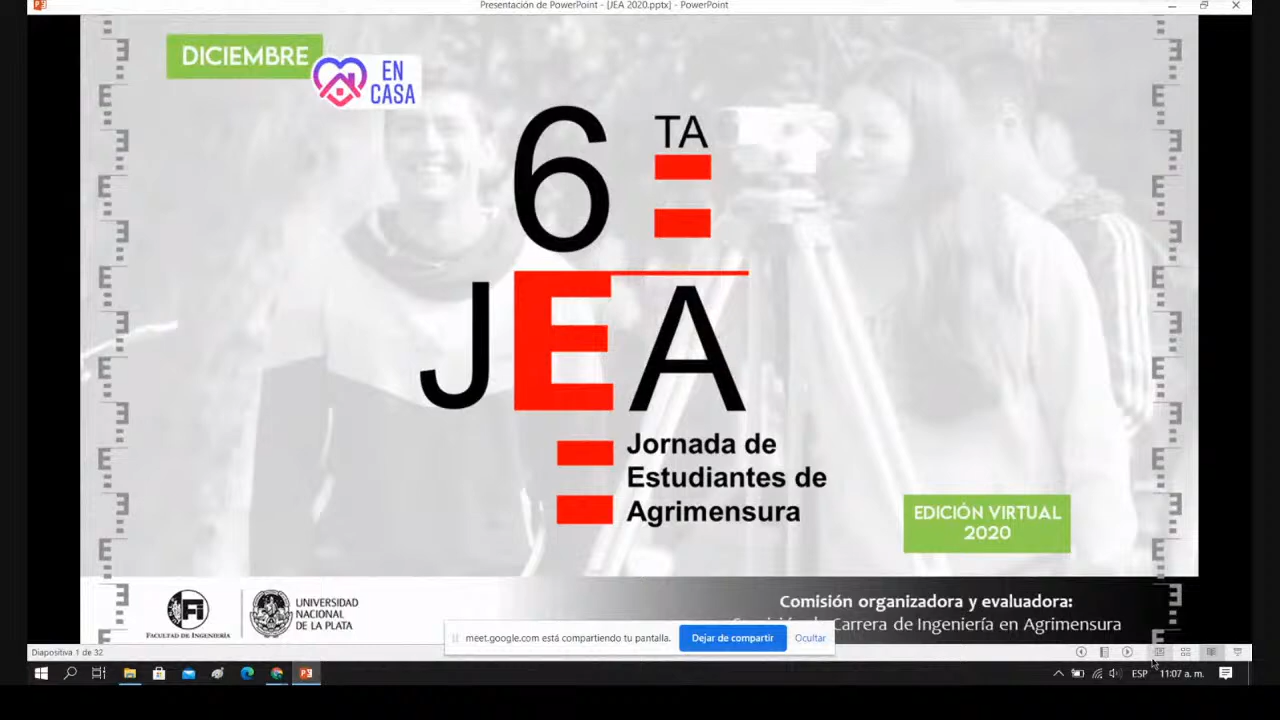 Presentación de PowerPoint - [JEA 2020.pptx] - PowerPoint
DICIEMBRE
EN
CASA
6
TA
JEA
Jornada de
Estudiantes de
Agrimensura
EDICIÓN VIRTUAL
2020
FI
FACULTAD DE INGENIERÍA
UNIVERSIDAD
NACIONAL
DE LA PLATA
Comisión organizadora y evaluadora:
Carrera de Ingeniería en Agrimensura
meet.google.com está compartiendo tu pantalla.
Dejar de compartir
Ocultar
Diapositiva 1 de 32
ESP
11:07 a. m.